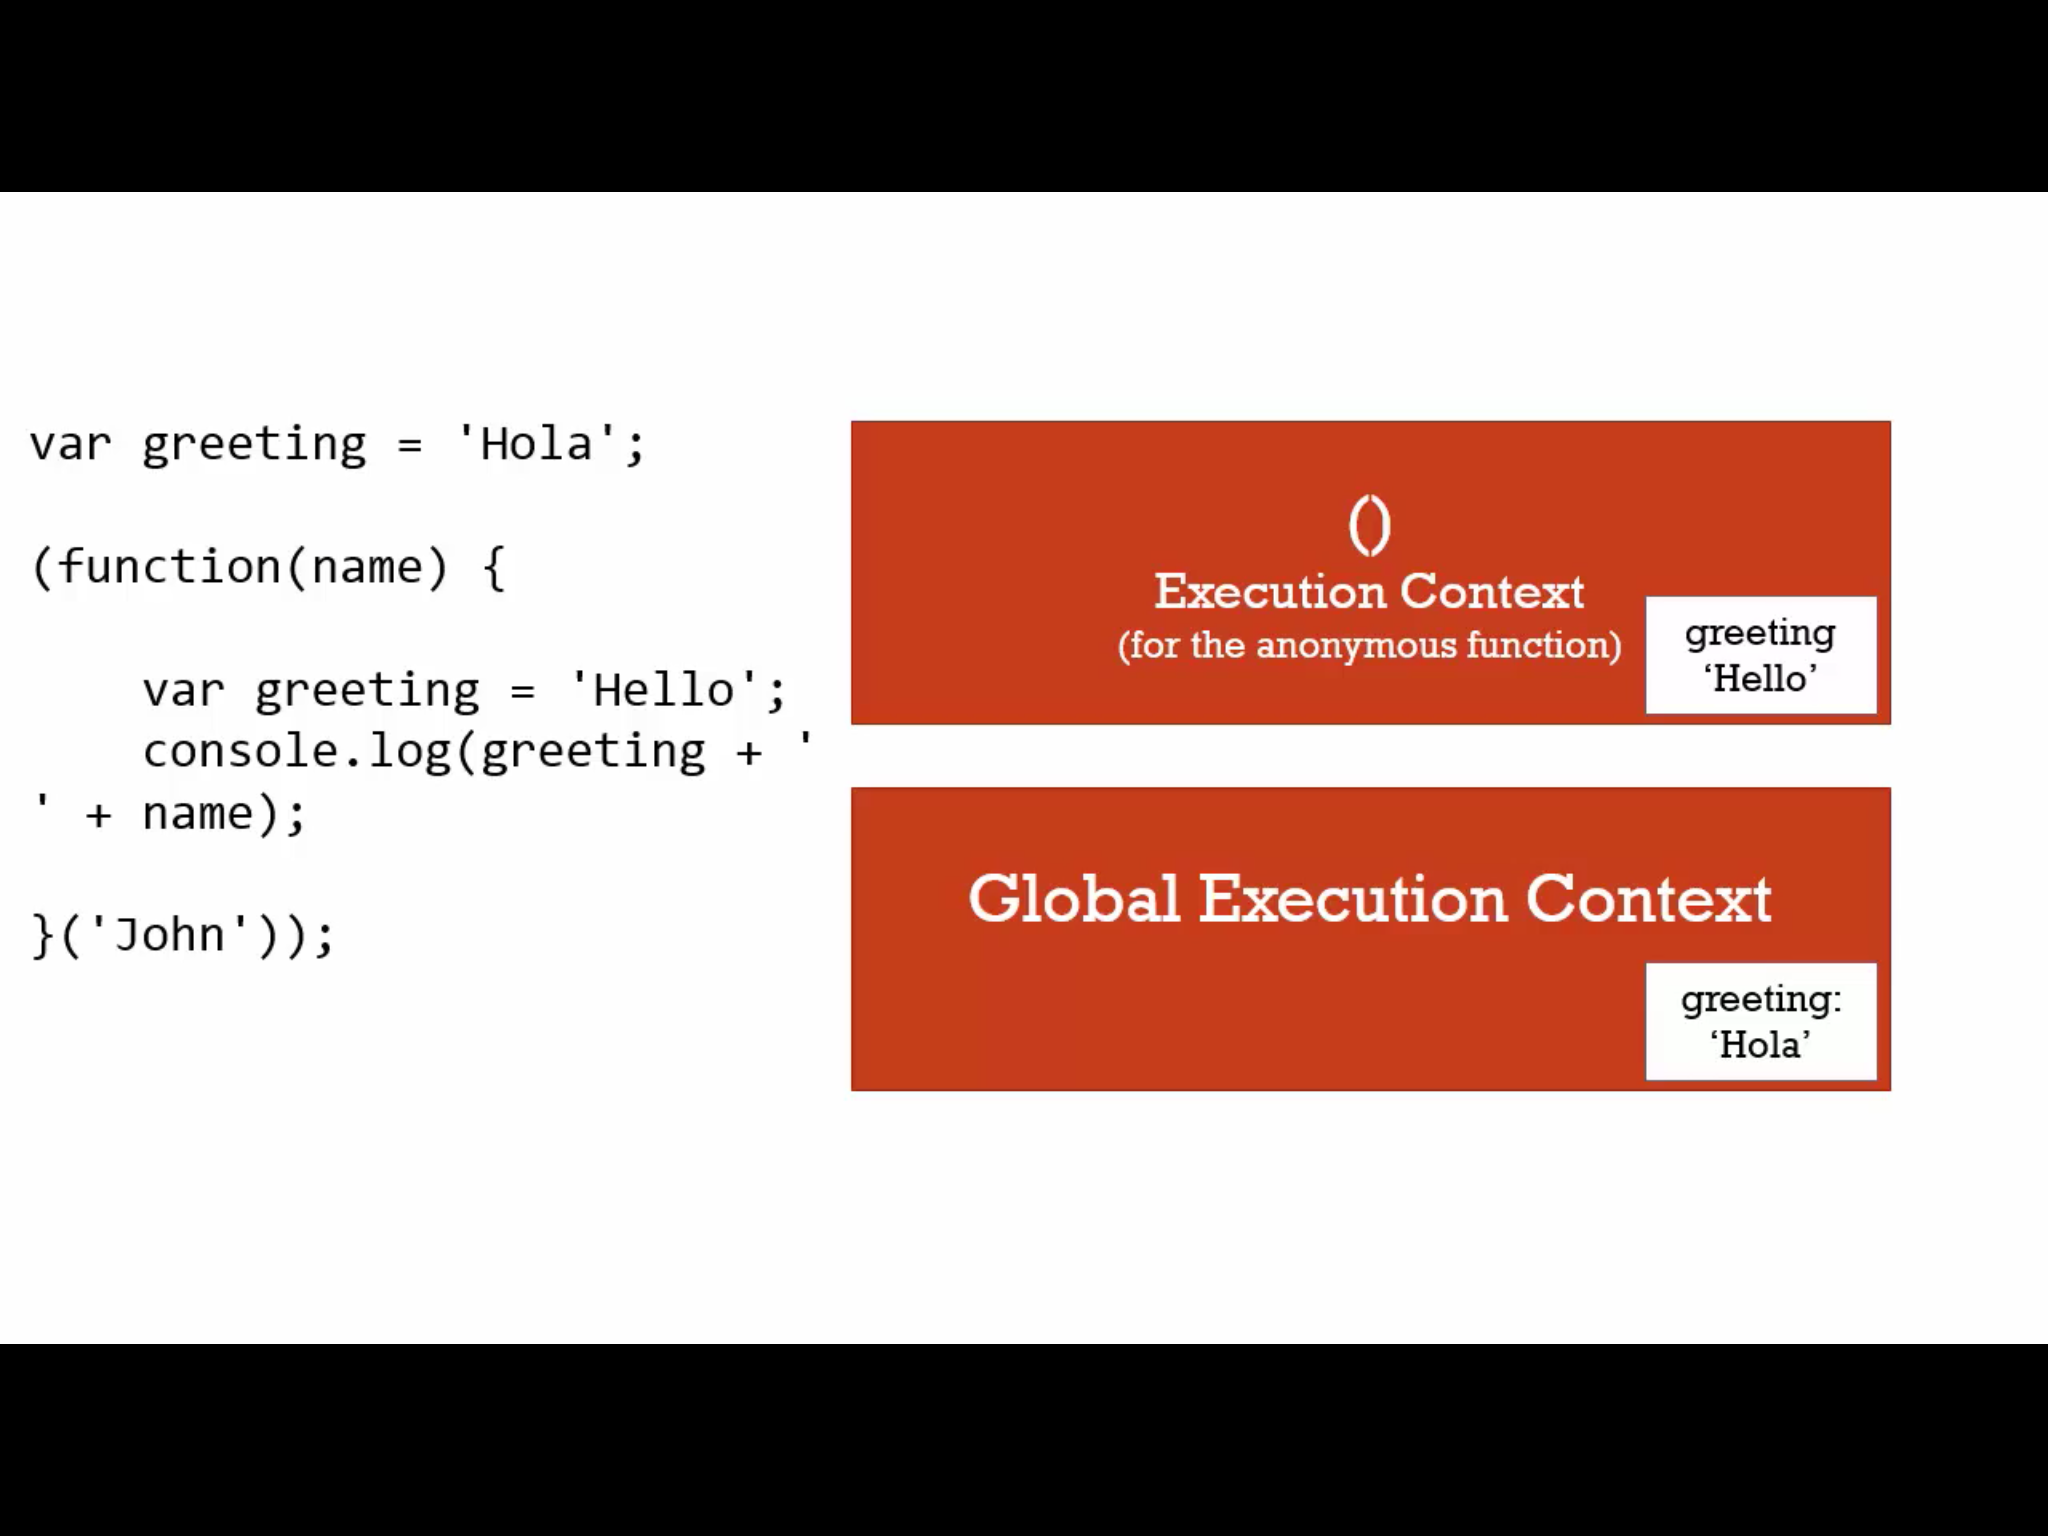 var greeting = 'Hola';
(function(name) {
var greeting = 'Hello';
console.log(greeting + '
' + name);
}('John'));
()
Execution Context
(for the anonymous function)
greeting
‘Hello’
Global Execution Context
greeting:
‘Hola’